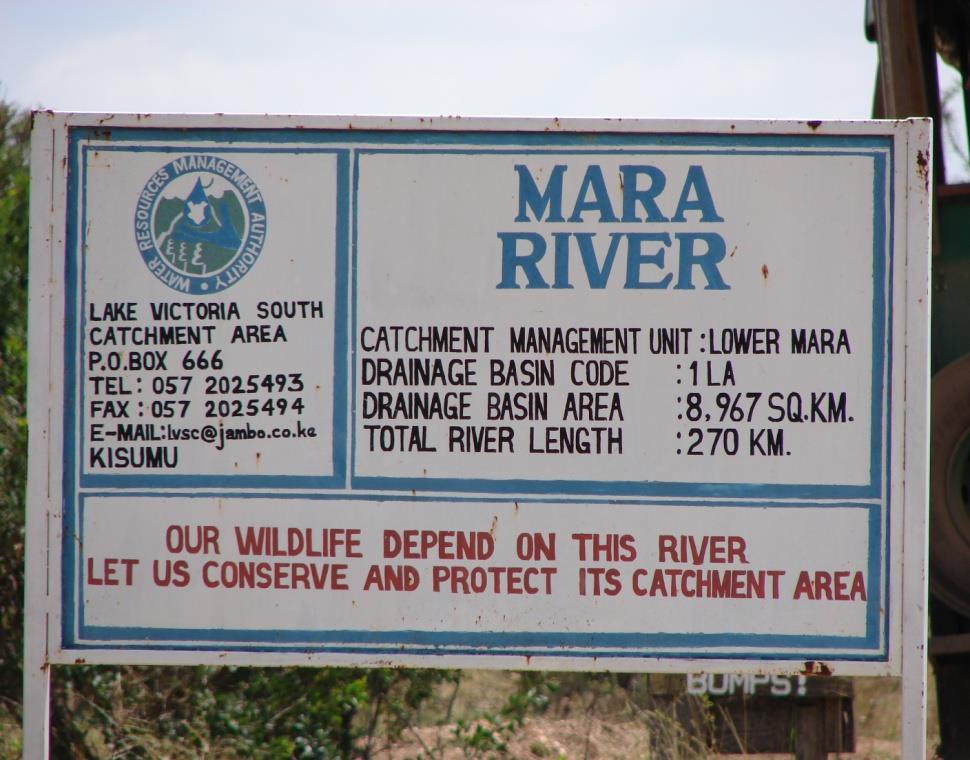 WATER RESOURCES MANAGEMENT AUTHORITY
LAKE VICTORIA SOUTH
CATCHMENT AREA
P.O.BOX 666
TEL: 057 2025493
FAX: 057 2025494
E-MAIL:lvsc@jambo.co.ke
KISUMU
MARA
RIVER
CATCHMENT MANAGEMENT UNIT :LOWER MARA
DRAINAGE BASIN CODE :1LA
DRAINAGE BASIN AREA :8,967 SQ.KM.
TOTAL RIVER LENGTH :270 KM.
OUR WILDLIFE DEPEND ON THIS RIVER
LET US CONSERVE AND PROTECT ITS CATCHMENT AREA
BUMPS!